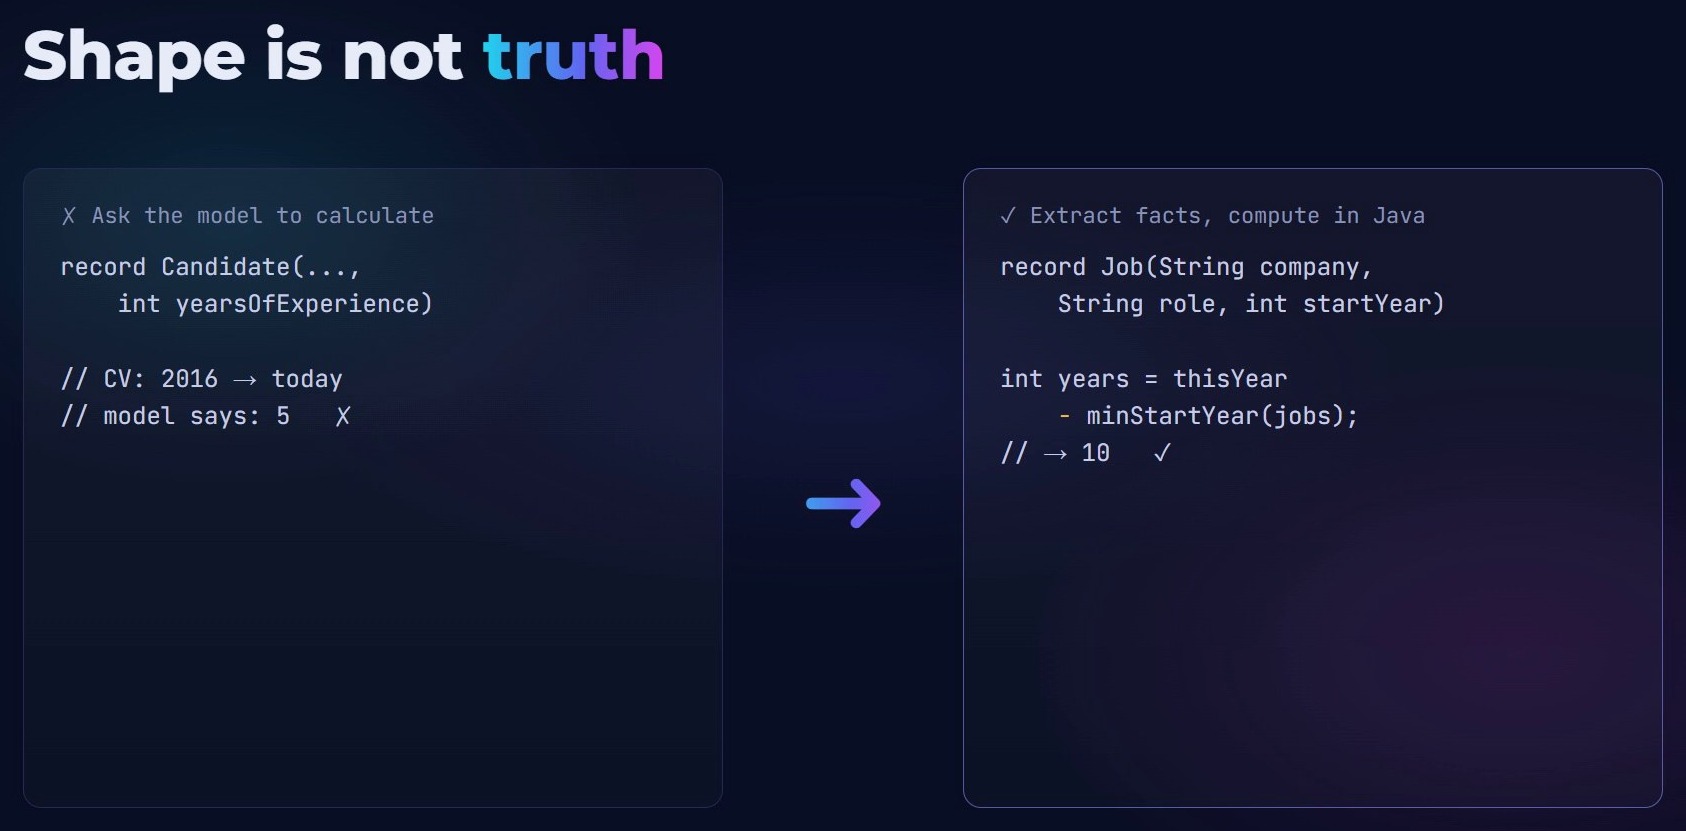 Shape is not truth
✗ Ask the model to calculate
record Candidate(...,
    int yearsOfExperience)
// CV: 2016 → today
// model says: 5   ✗
→
✓ Extract facts, compute in Java
record Job(String company,
    String role, int startYear)
int years = thisYear
    - minStartYear(jobs);
// → 10   ✓